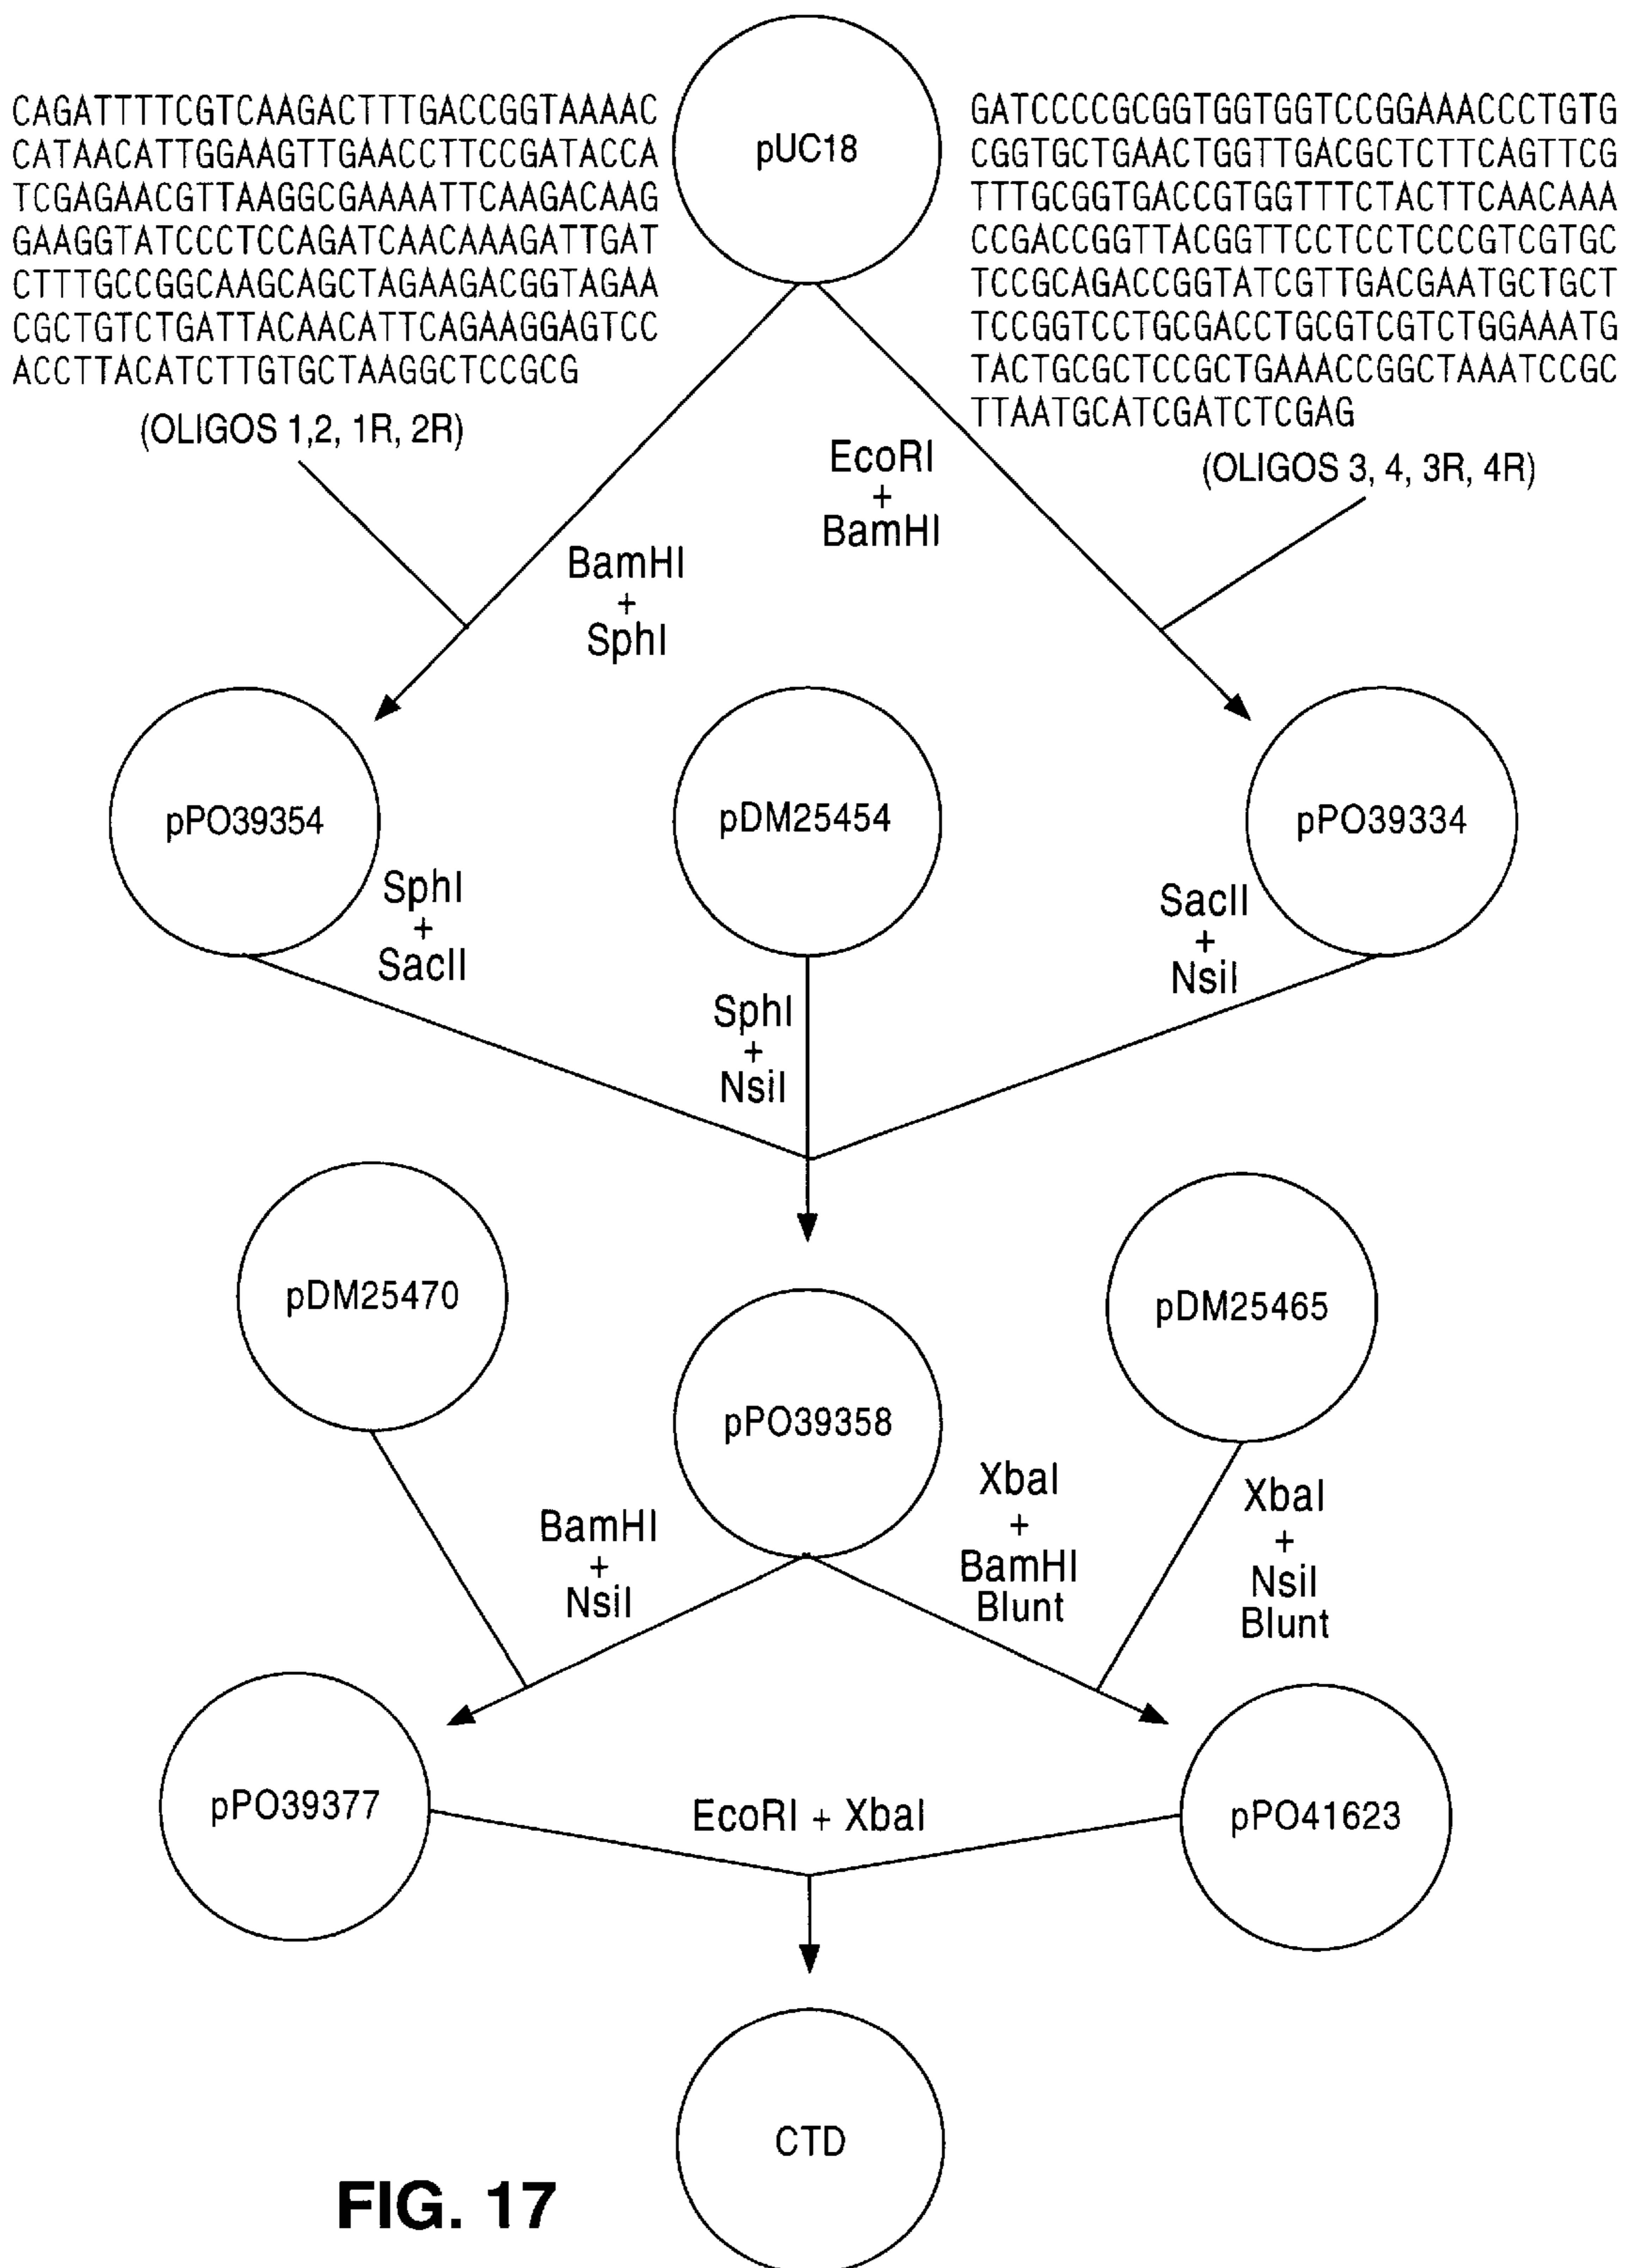 pUC18
CAGATTTTCGTCAAGACTTTGACCGGTAAAAC
CATAACATTGGAAGTTGAACCTTCCGATACCA
TCGAGAACGTTAAGGCGAAAATTCAAGACAAG
GAAGGTATCCCTCCAGATCAACAAAGATTGAT
CTTTGCCGGCAAGCAGCTAGAAGACGGTAGAA
CGCTGTCTGATTACAACATTCAGAAGGAGTCC
ACCTTACATCTTGTGCTAAGGCTCCGCG
(OLIGOS 1,2, 1R, 2R)
GATCCCCGCGGTGGTGGTCCGGAAACCCTGTG
CGGTGCTGAACTGGTTGACGCTCTTCAGTTCG
TTTGCGGTGACCGTGGTTTCTACTTCAACAAA
CCGACCGGTTACGGTTCCTCCTCCCGTCGTGC
TCCGCAGACCGGTATCGTTGACGAATGCTGCT
TCCGGTCCTGCGACCTGCGTCGTCTGGAAATG
TACTGCGCTCCGCTGAAACCGGCTAAATCCGC
TTAATGCATCGATCTCGAG
(OLIGOS 3, 4, 3R, 4R)
EcoRI
+
BamHI
BamHI
+
SphI
pPO39354
pDM25454
pPO39334
SphI
+
SacII
SacII
+
NsiI
SphI
+
NsiI
pDM25470
pPO39358
pDM25465
BamHI
+
NsiI
XbaI
+
BamHI
Blunt
XbaI
+
NsiI
Blunt
pPO39377
EcoRI + XbaI
pPO41623
CTD
FIG. 17